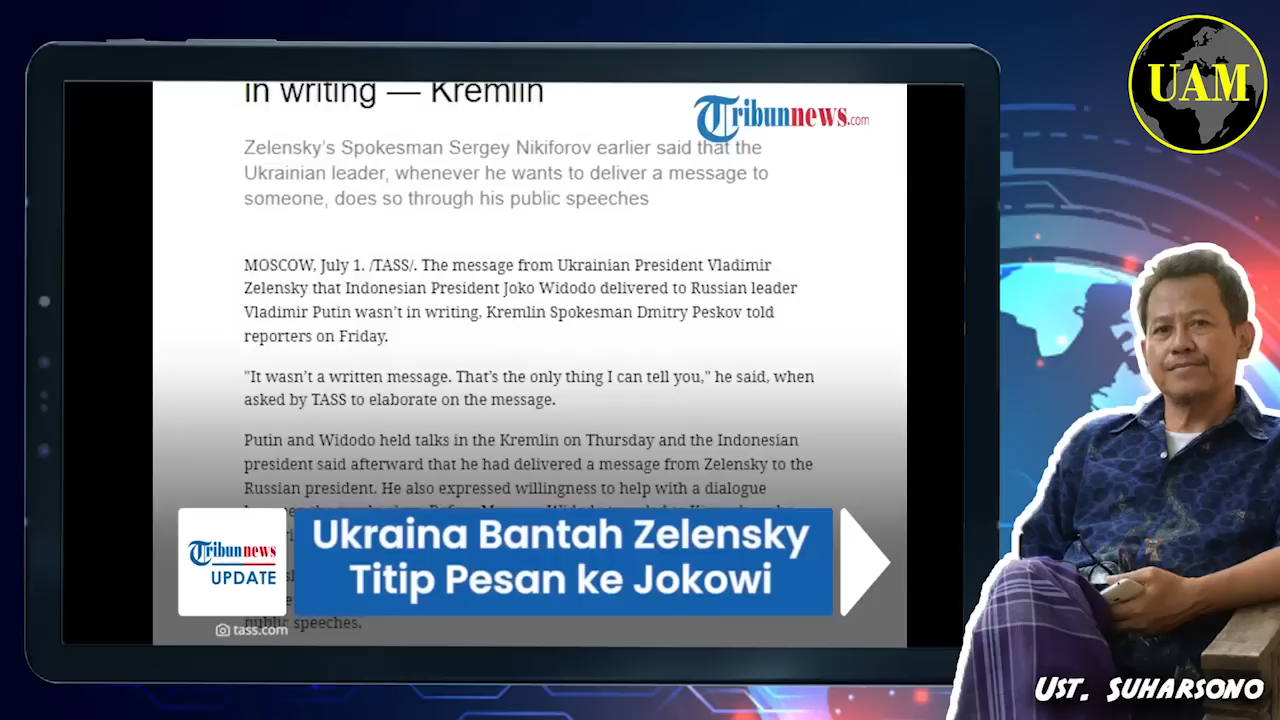 in writing — Kremlin
Tribunnews.com
UAM
Zelensky's Spokesman Sergey Nikiforov earlier said that the
Ukrainian leader, whenever he wants to deliver a message to
someone, does so through his public speeches
MOSCOW, July 1. /TASS/. The message from Ukrainian President Vladimir
Zelensky that Indonesian President Joko Widodo delivered to Russian leader
Vladimir Putin wasn't in writing, Kremlin Spokesman Dmitry Peskov told
reporters on Friday.
"It wasn't a written message. That's the only thing I can tell you," he said, when
asked by TASS to elaborate on the message.
Putin and Widodo held talks in the Kremlin on Thursday and the Indonesian
president said afterward that he had delivered a message from Zelensky to the
Russian president. He also expressed willingness to help with a dialogue
Tribunnews
UPDATE
Ukraina Bantah Zelensky
Titip Pesan ke Jokowi
public speeches.
tass.com
Ust. Suharsono